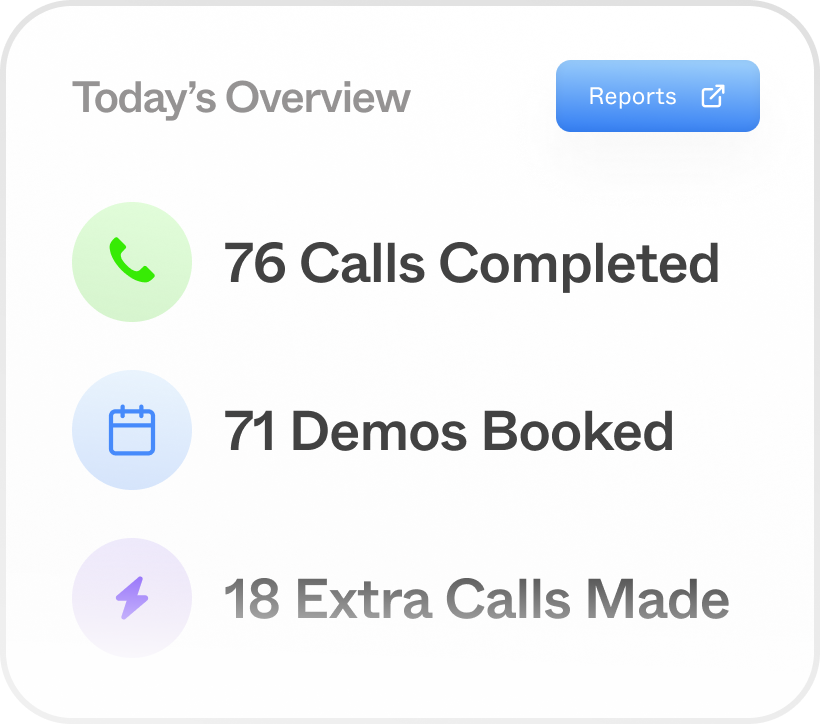 Today’s Overview
Reports
76 Calls Completed
71 Demos Booked
18 Extra Calls Made